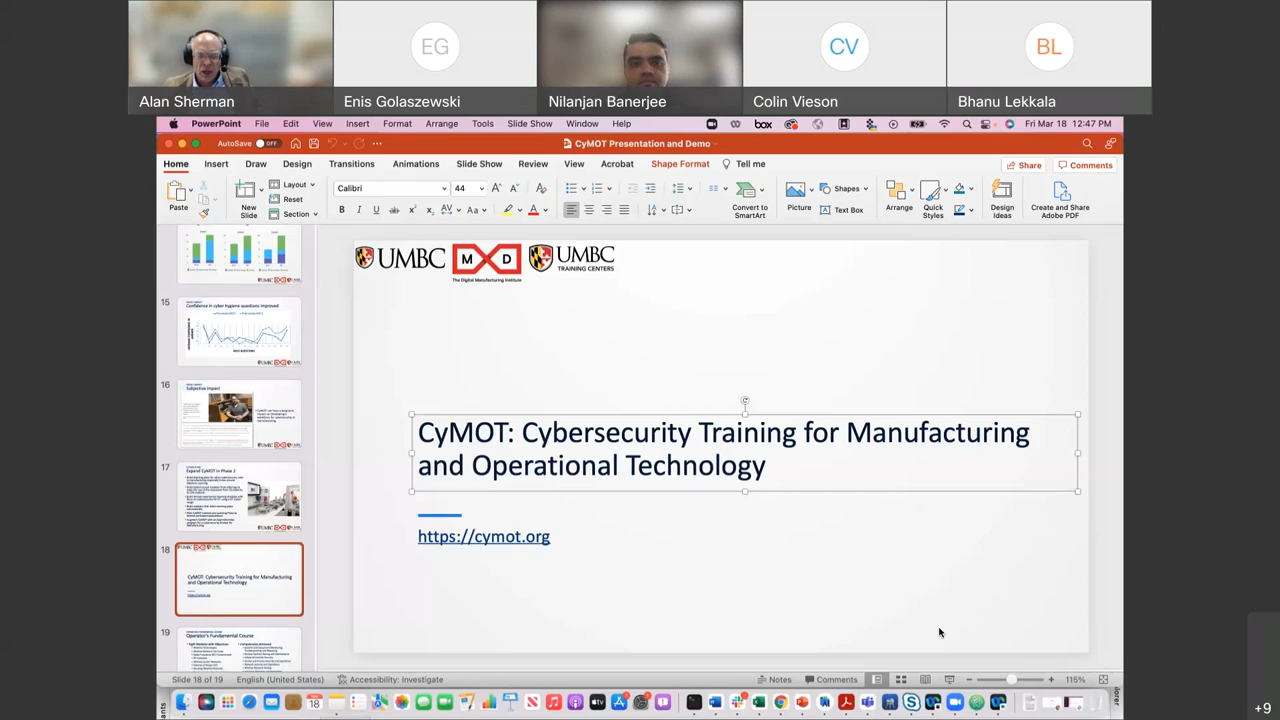 EG
CV
BL
Alan Sherman
Enis Golaszewski
Nilanjan Banerjee
Colin Vieson
Bhanu Lekkala
PowerPoint File Edit View Insert Format Arrange Tools Slide Show Window Help
box
Fri Mar 18 12:47 PM
AutoSave OFF
CyMOT Presentation and Demo
Home Insert Draw Design Transitions Animations Slide Show Review View Acrobat Shape Format Tell me
Share Comments
Paste
New Slide
Layout
Reset
Section
Calibri 44
Convert to SmartArt
Picture
Shapes
Text Box
Arrange
Quick Styles
Design Ideas
Create and Share Adobe PDF
15
Confidence in cyber hygiene questions improved
16
Subjective Impact
17
Expand CyMOT in Phase 2
18
CyMOT: Cybersecurity Training for Manufacturing
and Operational Technology
19
Operator's Fundamental Course
UMBC
M D
The Digital Manufacturing Institute
UMBC
TRAINING CENTERS
CyMOT: Cybersecurity Training for Manufacturing
and Operational Technology
https://cymot.org
Slide 18 of 19 English (United States) Accessibility: Investigate
Notes Comments 115%
+9